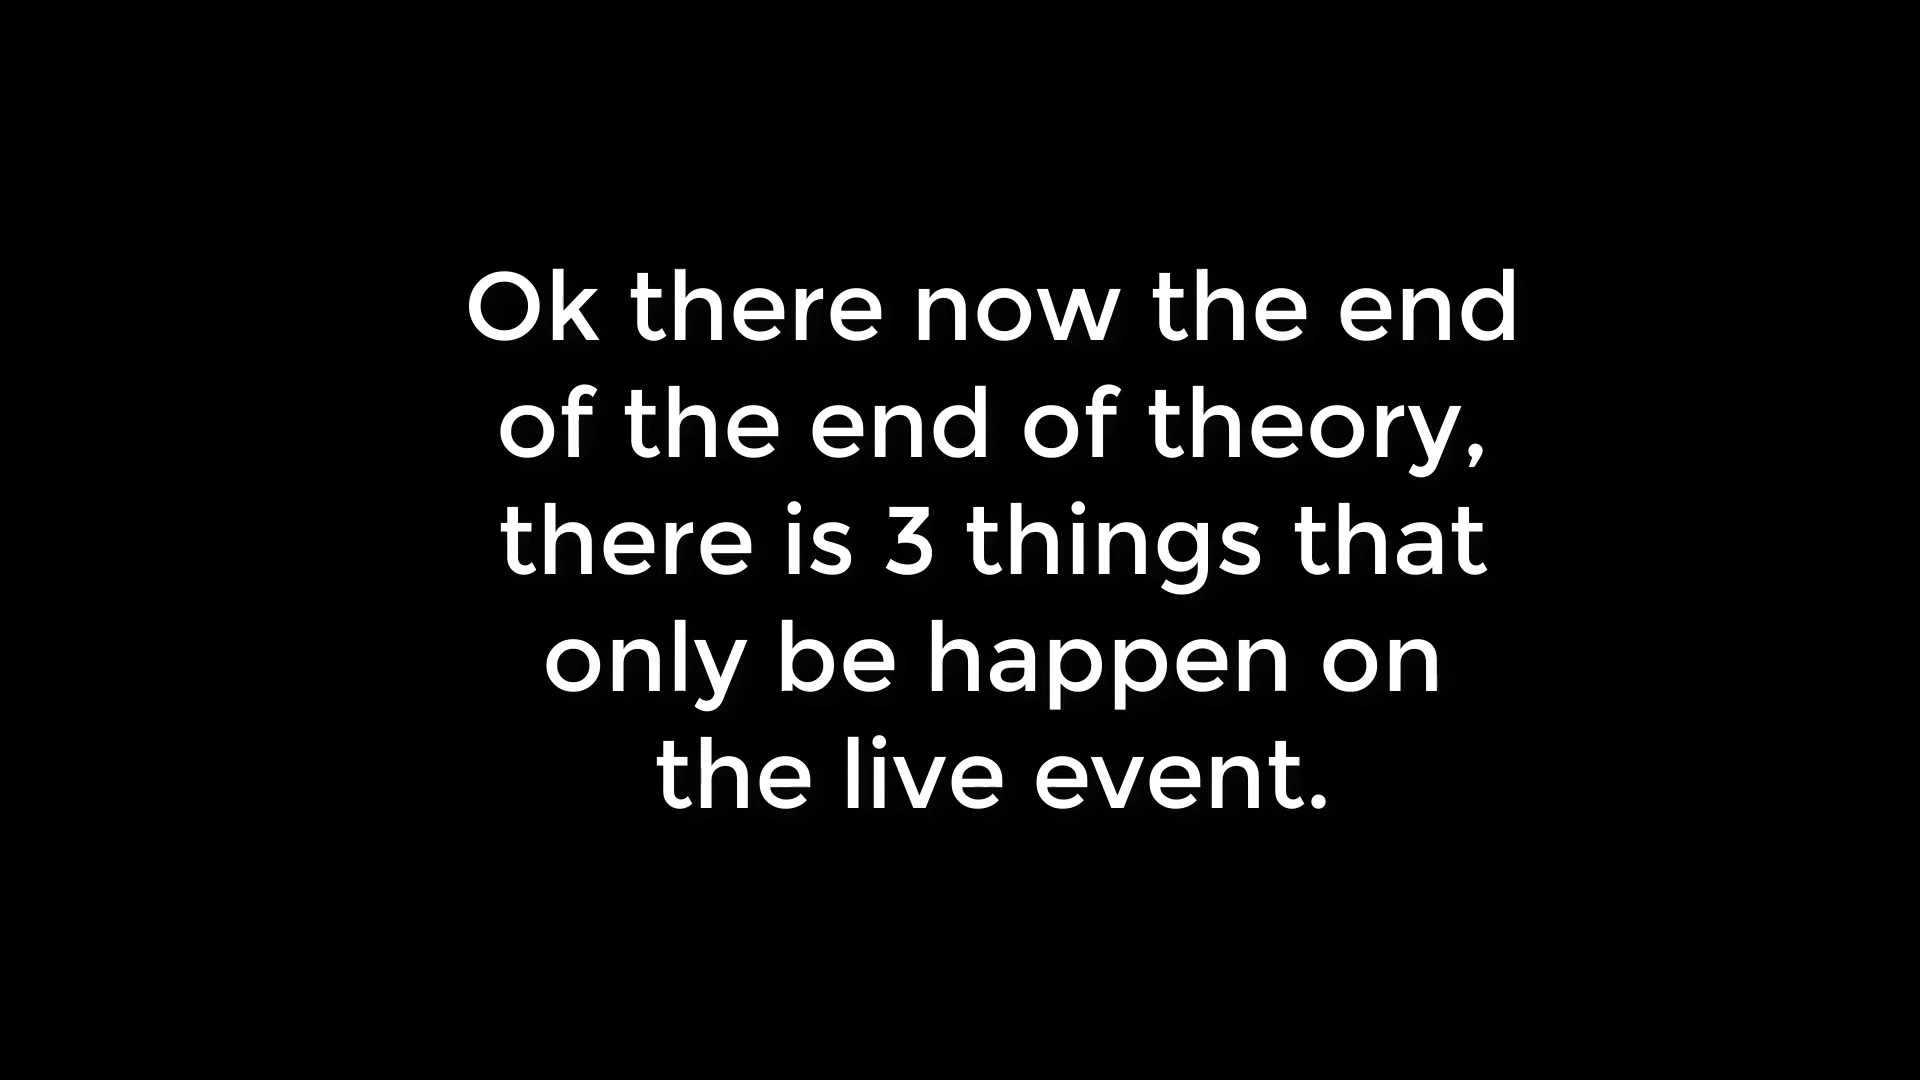 Ok there now the end
of the end of theory,
there is 3 things that
only be happen on
the live event.